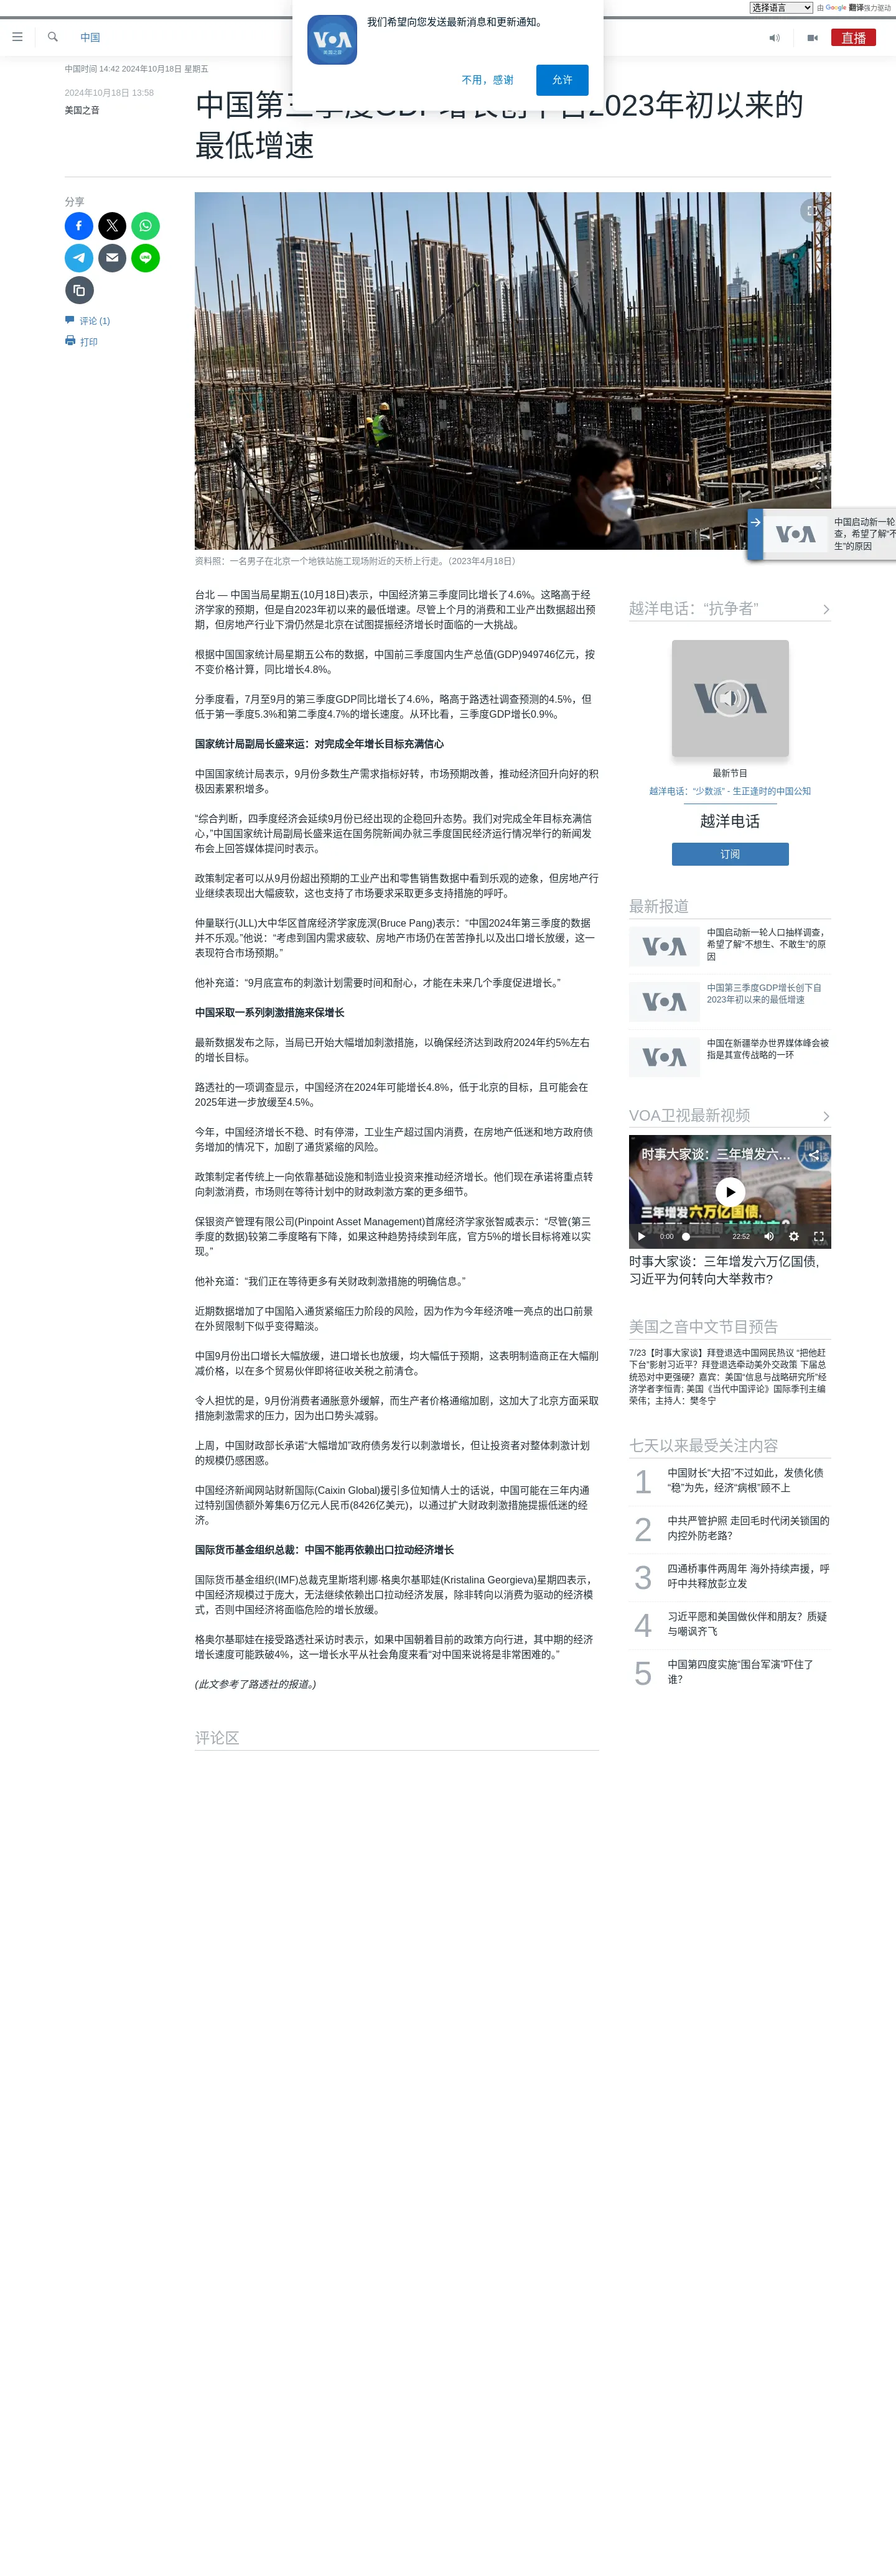 选择语言
由 Google 翻译强力驱动
我们希望向您发送最新消息和更新通知。
VOA
美国之音
不用，感谢
允许
中国
直播
中国时间 14:42 2024年10月18日 星期五
2024年10月18日 13:58
美国之音
中国第三季度GDP增长创下自2023年初以来的
最低增速
分享
评论 (1)
打印
资料照：一名男子在北京一个地铁站施工现场附近的天桥上行走。（2023年4月18日）
中国启动新一轮
查，希望了解“不
生”的原因
VOA
台北 — 中国当局星期五(10月18日)表示，中国经济第三季度同比增长了4.6%。这略高于经
济学家的预期，但是自2023年初以来的最低增速。尽管上个月的消费和工业产出数据超出预
期，但房地产行业下滑仍然是北京在试图提振经济增长时面临的一大挑战。
根据中国国家统计局星期五公布的数据，中国前三季度国内生产总值(GDP)949746亿元，按
不变价格计算，同比增长4.8%。
分季度看，7月至9月的第三季度GDP同比增长了4.6%，略高于路透社调查预测的4.5%，但
低于第一季度5.3%和第二季度4.7%的增长速度。从环比看，三季度GDP增长0.9%。
国家统计局副局长盛来运：对完成全年增长目标充满信心
中国国家统计局表示，9月份多数生产需求指标好转，市场预期改善，推动经济回升向好的积
极因素累积增多。
“综合判断，四季度经济会延续9月份已经出现的企稳回升态势。我们对完成全年目标充满信
心，”中国国家统计局副局长盛来运在国务院新闻办就三季度国民经济运行情况举行的新闻发
布会上回答媒体提问时表示。
政策制定者可以从9月份超出预期的工业产出和零售销售数据中看到乐观的迹象，但房地产行
业继续表现出大幅疲软，这也支持了市场要求采取更多支持措施的呼吁。
仲量联行(JLL)大中华区首席经济学家庞溟(Bruce Pang)表示：“中国2024年第三季度的数据
并不乐观。”他说：“考虑到国内需求疲软、房地产市场仍在苦苦挣扎以及出口增长放缓，这一
表现符合市场预期。”
他补充道：“9月底宣布的刺激计划需要时间和耐心，才能在未来几个季度促进增长。”
中国采取一系列刺激措施来保增长
最新数据发布之际，当局已开始大幅增加刺激措施，以确保经济达到政府2024年约5%左右
的增长目标。
路透社的一项调查显示，中国经济在2024年可能增长4.8%，低于北京的目标，且可能会在
2025年进一步放缓至4.5%。
今年，中国经济增长不稳、时有停滞，工业生产超过国内消费，在房地产低迷和地方政府债
务增加的情况下，加剧了通货紧缩的风险。
政策制定者传统上一向依靠基础设施和制造业投资来推动经济增长。他们现在承诺将重点转
向刺激消费，市场则在等待计划中的财政刺激方案的更多细节。
保银资产管理有限公司(Pinpoint Asset Management)首席经济学家张智威表示：“尽管(第三
季度的数据)较第二季度略有下降，如果这种趋势持续到年底，官方5%的增长目标将难以实
现。”
他补充道：“我们正在等待更多有关财政刺激措施的明确信息。”
近期数据增加了中国陷入通货紧缩压力阶段的风险，因为作为今年经济唯一亮点的出口前景
在外贸限制下似乎变得黯淡。
中国9月份出口增长大幅放缓，进口增长也放缓，均大幅低于预期，这表明制造商正在大幅削
减价格，以在多个贸易伙伴即将征收关税之前清仓。
令人担忧的是，9月份消费者通胀意外缓解，而生产者价格通缩加剧，这加大了北京方面采取
措施刺激需求的压力，因为出口势头减弱。
上周，中国财政部长承诺“大幅增加”政府债务发行以刺激增长，但让投资者对整体刺激计划
的规模仍感困惑。
中国经济新闻网站财新国际(Caixin Global)援引多位知情人士的话说，中国可能在三年内通
过特别国债额外筹集6万亿元人民币(8426亿美元)，以通过扩大财政刺激措施提振低迷的经
济。
国际货币基金组织总裁：中国不能再依赖出口拉动经济增长
国际货币基金组织(IMF)总裁克里斯塔利娜·格奥尔基耶娃(Kristalina Georgieva)星期四表示，
中国经济规模过于庞大，无法继续依赖出口拉动经济发展，除非转向以消费为驱动的经济模
式，否则中国经济将面临危险的增长放缓。
格奥尔基耶娃在接受路透社采访时表示，如果中国朝着目前的政策方向行进，其中期的经济
增长速度可能跌破4%，这一增长水平从社会角度来看“对中国来说将是非常困难的。”
(此文参考了路透社的报道。)
评论区
越洋电话：“抗争者”
VOA
最新节目
越洋电话：“少数派” - 生正逢时的中国公知
越洋电话
订阅
最新报道
VOA
中国启动新一轮人口抽样调查，
希望了解“不想生、不敢生”的原
因
VOA
中国第三季度GDP增长创下自
2023年初以来的最低增速
VOA
中国在新疆举办世界媒体峰会被
指是其宣传战略的一环
VOA卫视最新视频
时事大家谈：三年增发六…
三年增发六万亿国债,
0:00
22:52
时事大家谈：三年增发六万亿国债,
习近平为何转向大举救市?
美国之音中文节目预告
7/23【时事大家谈】拜登退选中国网民热议 “把他赶
下台”影射习近平？拜登退选牵动美外交政策 下届总
统恐对中更强硬？嘉宾：美国“信息与战略研究所”经
济学者李恒青; 美国《当代中国评论》国际季刊主编
荣伟；主持人：樊冬宁
七天以来最受关注内容
1
中国财长“大招”不过如此，发债化债
“稳”为先，经济“病根”顾不上
2
中共严管护照 走回毛时代闭关锁国的
内控外防老路？
3
四通桥事件两周年 海外持续声援，呼
吁中共释放彭立发
4
习近平愿和美国做伙伴和朋友？质疑
与嘲讽齐飞
5
中国第四度实施“围台军演”吓住了
谁？